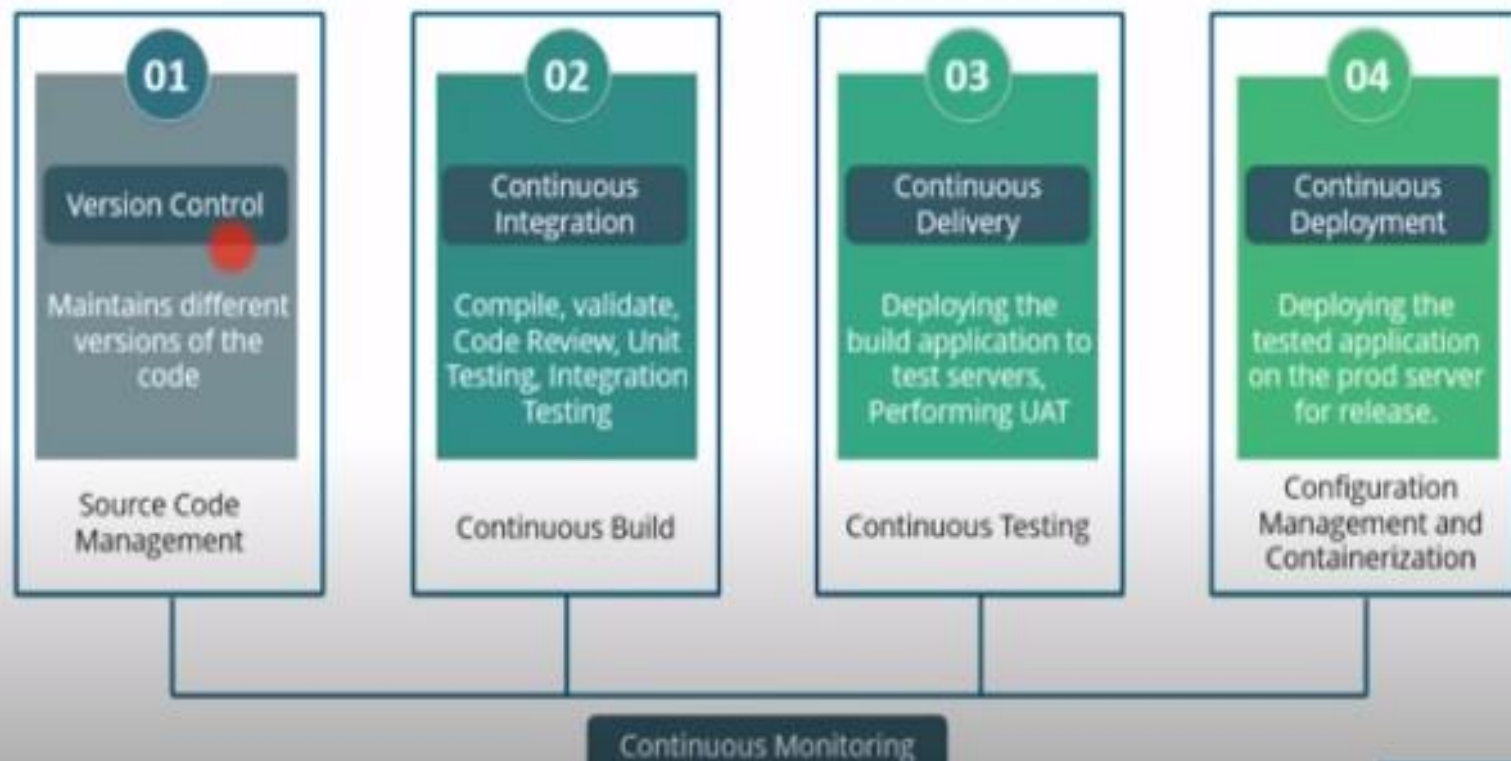 01
Version Control
Maintains different
versions of the
code
Source Code
Management
02
Continuous
Integration
Compile, validate,
Code Review, Unit
Testing, Integration
Testing
Continuous Build
03
Continuous
Delivery
Deploying the
build application to
test servers,
Performing UAT
Continuous Testing
04
Continuous
Deployment
Deploying the
tested application
on the prod server
for release.
Configuration
Management and
Containerization
Continuous Monitoring